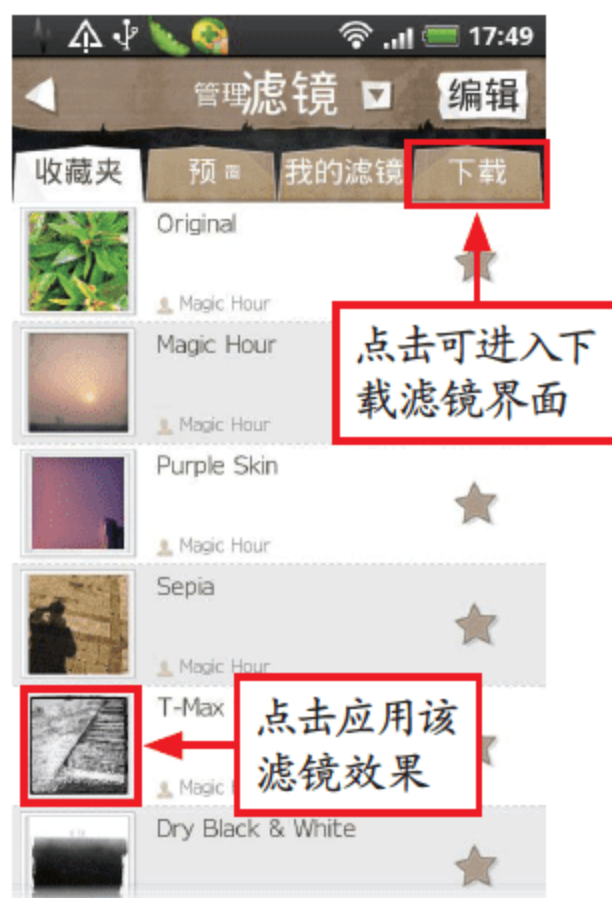 17:49
管理滤镜
编辑
收藏夹 预 面 我的滤镜 下载
Original
Magic Hour
点击可进入下
载滤镜界面
Magic Hour
Magic Hour
Purple Skin
Magic Hour
Sepia
Magic Hour
T-Max
点击应用该
滤镜效果
Magic
Dry Black & White